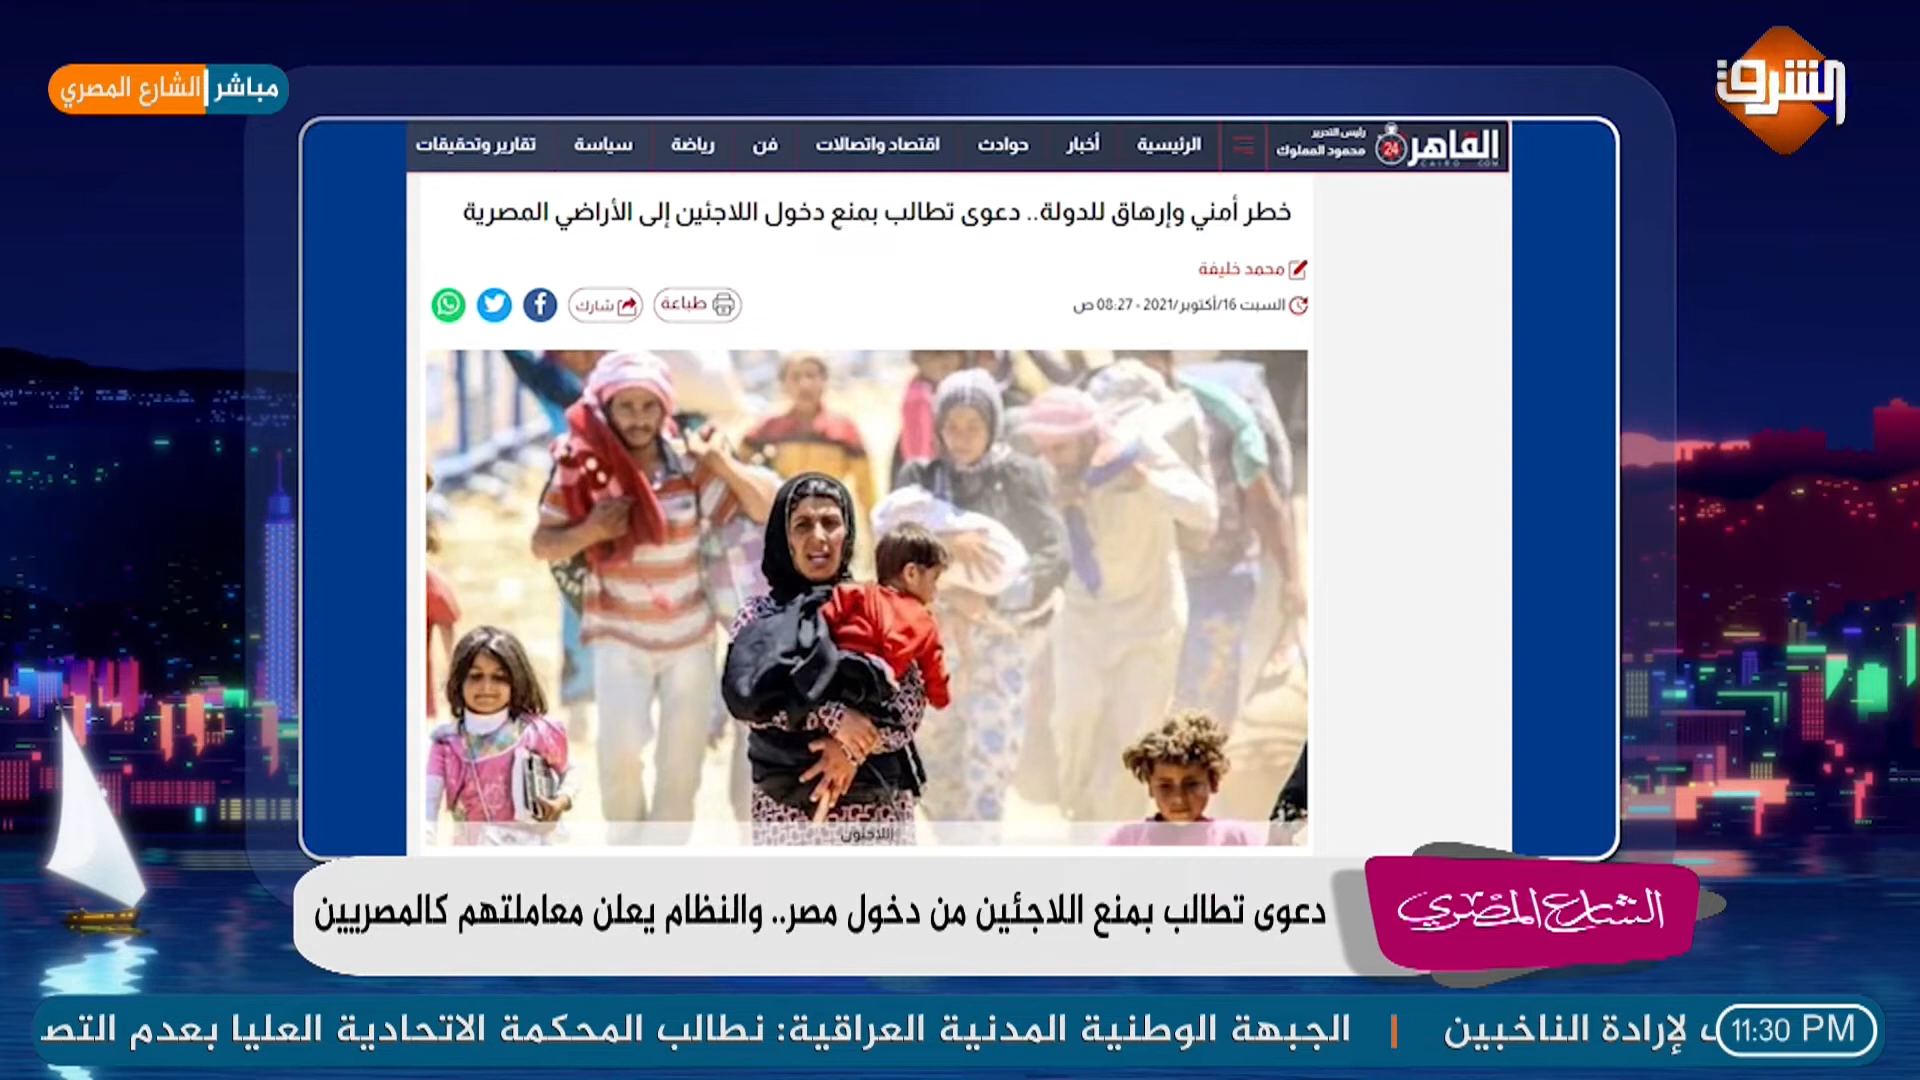 الشرق
مباشر الشارع المصري
القاهرة 24
CAIRO .COM
رئيس التحرير
محمود المملوك
الرئيسية أخبار حوادث اقتصاد واتصالات فن رياضة سياسة تقارير وتحقيقات
خطر أمني وإرهاق للدولة.. دعوى تطالب بمنع دخول اللاجئين إلى الأراضي المصرية
محمد خليفة
السبت 16/أكتوبر/2021 - 08:27 ص
طباعة شارك
اللاجئون
الشارع المصري
دعوى تطالب بمنع اللاجئين من دخول مصر.. والنظام يعلن معاملتهم كالمصريين
11:30 PM
لإرادة الناخبين | الجبهة الوطنية المدنية العراقية: نطالب المحكمة الاتحادية العليا بعدم التص